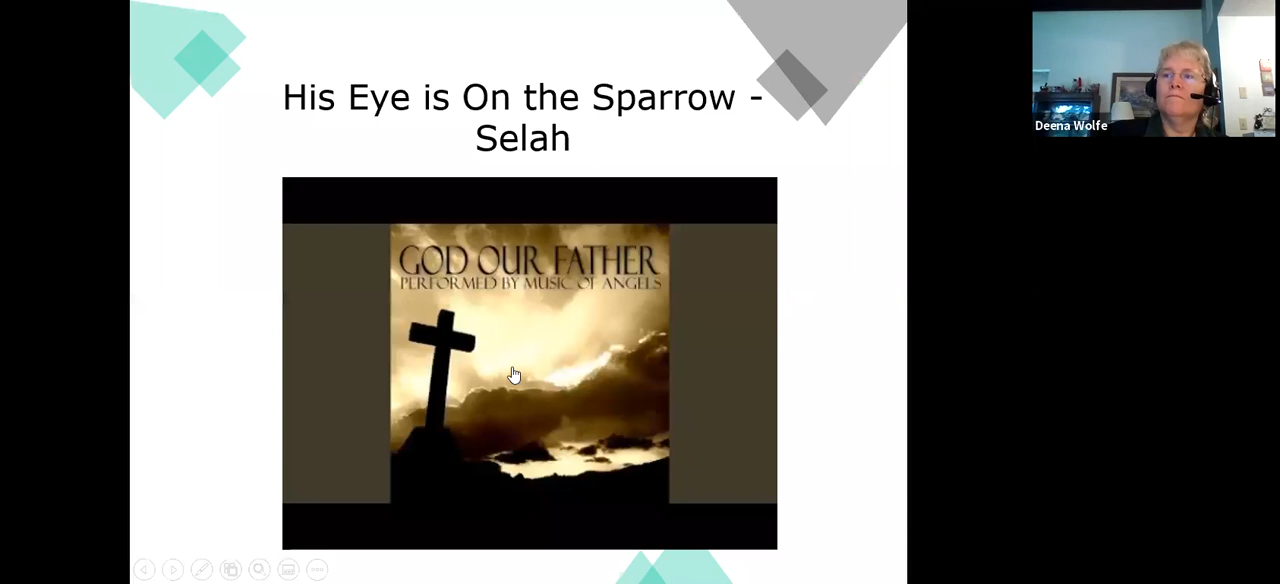 His Eye is On the Sparrow -
Selah
GOD OUR FATHER
PERFORMED BY MUSIC OF ANGELS
Deena Wolfe